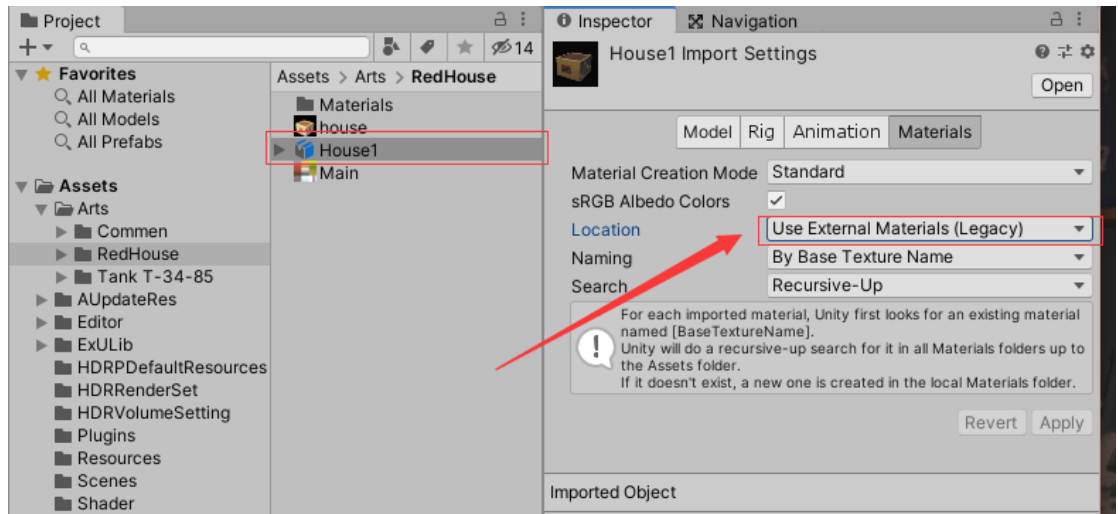 Project
14
Favorites
All Materials
All Models
All Prefabs
Assets
Arts
Commen
RedHouse
Tank T-34-85
AUpdateRes
Editor
ExULib
HDRPDefaultResources
HDRRenderSet
HDRVolumeSetting
Plugins
Resources
Scenes
Shader
Assets > Arts > RedHouse
Materials
house
House1
Main
Inspector
Navigation
House1 Import Settings
Open
Model Rig Animation Materials
Material Creation Mode Standard
sRGB Albedo Colors
Location Use External Materials (Legacy)
Naming By Base Texture Name
Search Recursive-Up
For each imported material, Unity first looks for an existing material
named [BaseTextureName].
Unity will do a recursive-up search for it in all Materials folders up to
the Assets folder.
If it doesn't exist, a new one is created in the local Materials folder.
Revert Apply
Imported Object